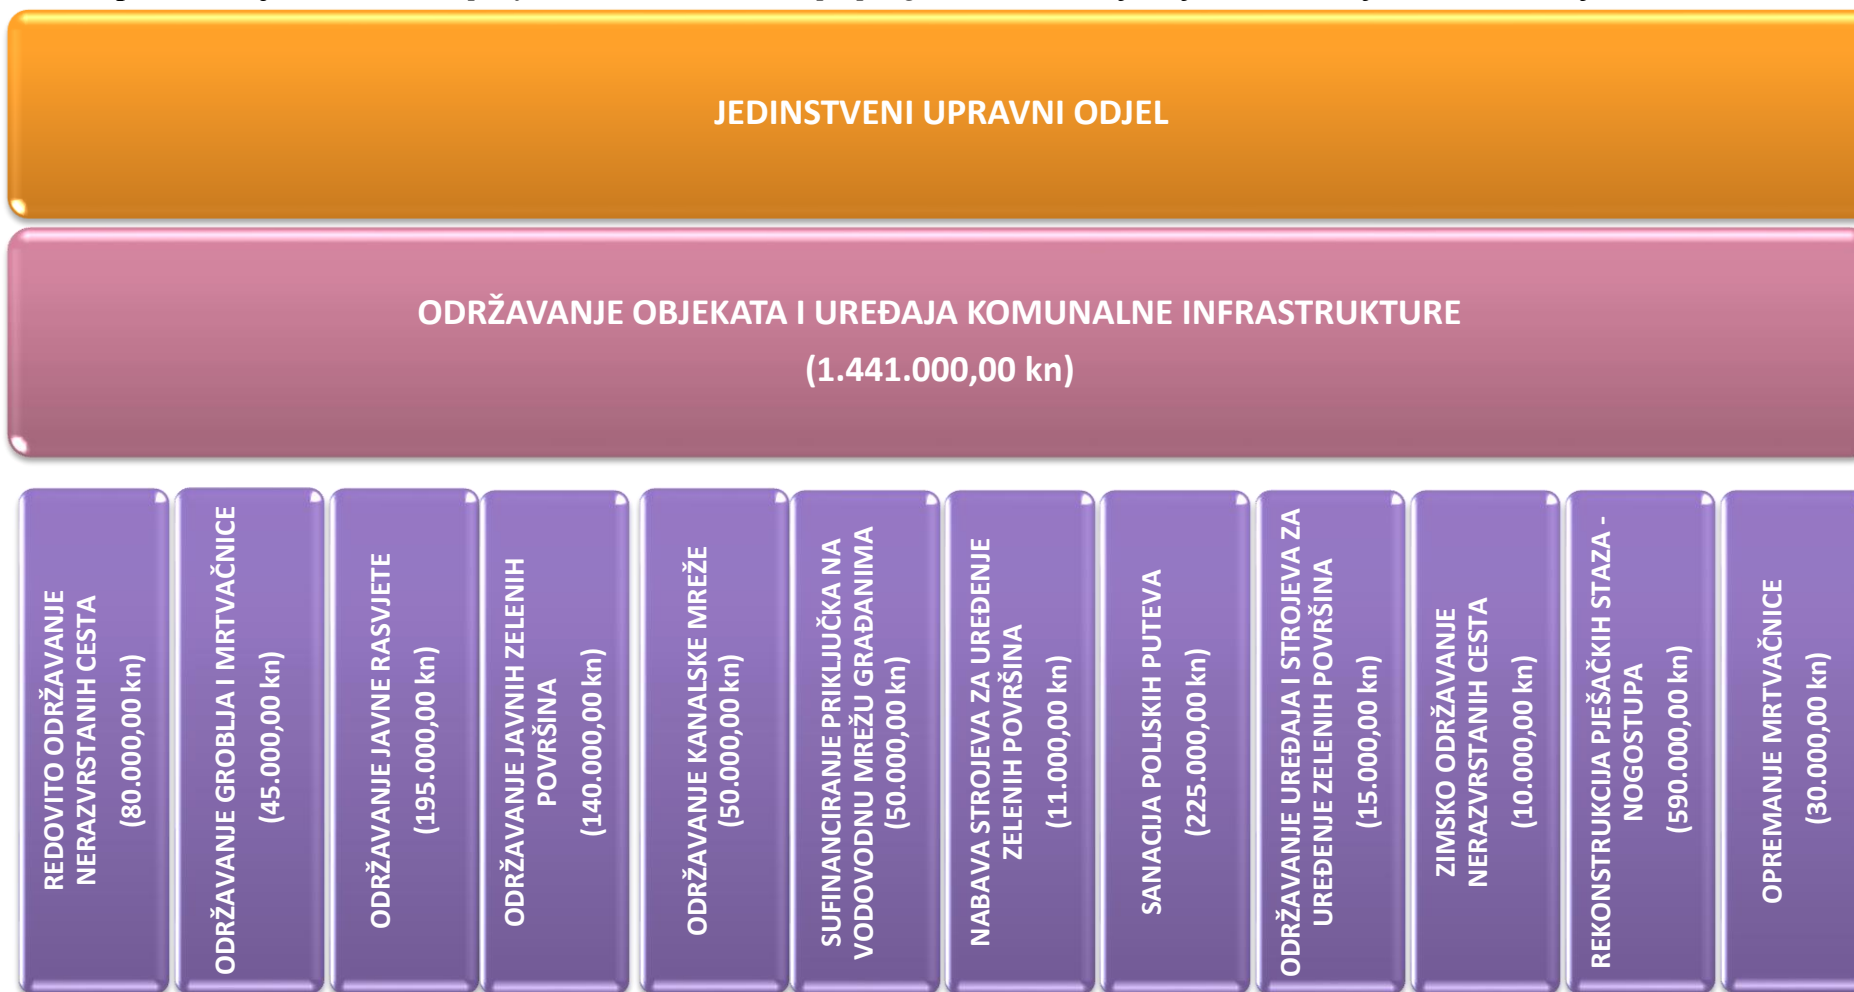 JEDINSTVENI UPRAVNI ODJEL
ODRŽAVANJE OBJEKATA I UREĐAJA KOMUNALNE INFRASTRUKTURE
(1.441.000,00 kn)
REDOVITO ODRŽAVANJE
NERAZVRSTANIH CESTA
(80.000,00 kn)
ODRŽAVANJE GROBLJA I MRTVAČNICE
(45.000,00 kn)
ODRŽAVANJE JAVNE RASVJETE
(195.000,00 kn)
ODRŽAVANJE JAVNIH ZELENIH
POVRŠINA
(140.000,00 kn)
ODRŽAVANJE KANALSKE MREŽE
(50.000,00 kn)
SUFINANCIRANJE PRIKLJUČKA NA
VODOVODNU MREŽU GRAĐANIMA
(50.000,00 kn)
NABAVA STROJEVA ZA UREĐENJE
ZELENIH POVRŠINA
(11.000,00 kn)
SANACIJA POLJSKIH PUTEVA
(225.000,00 kn)
ODRŽAVANJE UREĐAJA I STROJEVA ZA
UREĐENJE ZELENIH POVRŠINA
(15.000,00 kn)
ZIMSKO ODRŽAVANJE
NERAZVRSTANIH CESTA
(10.000,00 kn)
REKONSTRUKCIJA PJEŠAČKIH STAZA -
NOGOSTUPA
(590.000,00 kn)
OPREMANJE MRTVAČNICE
(30.000,00 kn)